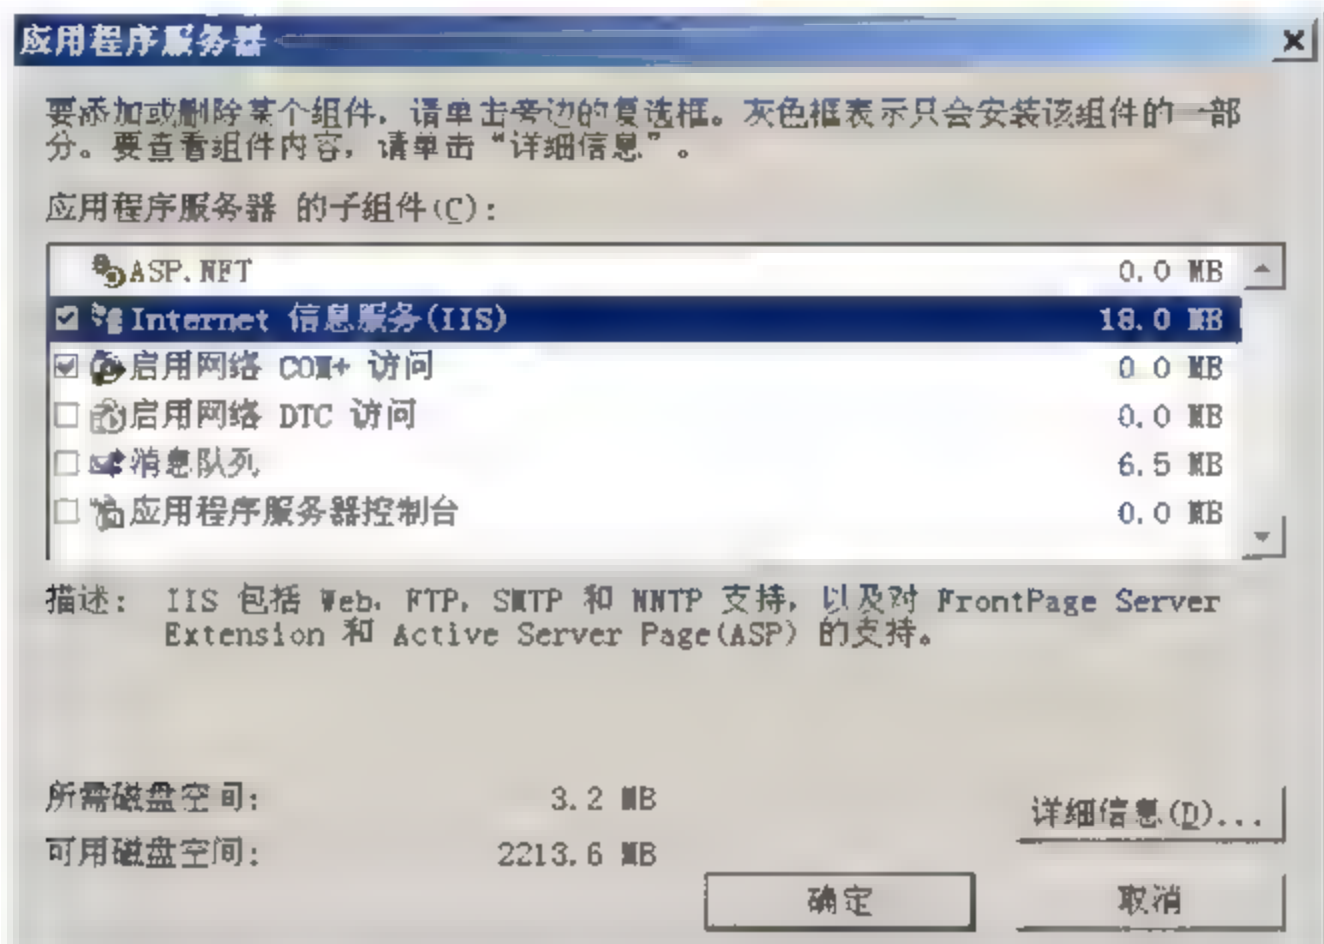 应用程序服务器
要添加或删除某个组件，请单击旁边的复选框。灰色框表示只会安装该组件的一部
分。要查看组件内容，请单击“详细信息”。
应用程序服务器 的子组件(C):
ASP.NET 0.0 MB
Internet 信息服务(IIS) 18.0 MB
启用网络 COM+ 访问 0.0 MB
启用网络 DTC 访问 0.0 MB
消息队列 6.5 MB
应用程序服务器控制台 0.0 MB
描述: IIS 包括 Web, FTP, SMTP 和 NNTP 支持，以及对 FrontPage Server
Extension 和 Active Server Page(ASP) 的支持。
所需磁盘空间: 3.2 MB
详细信息(D)...
可用磁盘空间: 2213.6 MB
确定 取消